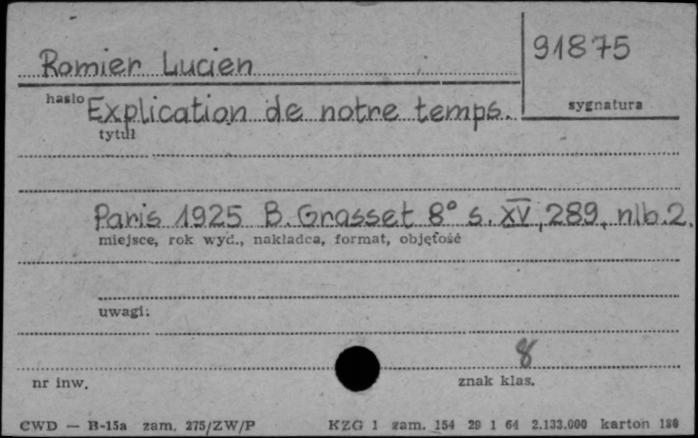 Romier Lucien
91875
hasło
sygnatura
Explication de notre temps.
tytuł
Paris 1925 B. Grasset 8° s. XV, 289, nlb. 2.
miejsce, rok wyd., nakładca, format, objętość
uwagi:
8
nr inw.
znak klas.
CWD — B-15a zam. 275/ZW/P KZG 1 zam. 154 29 1 64 2.133.000 karton 180